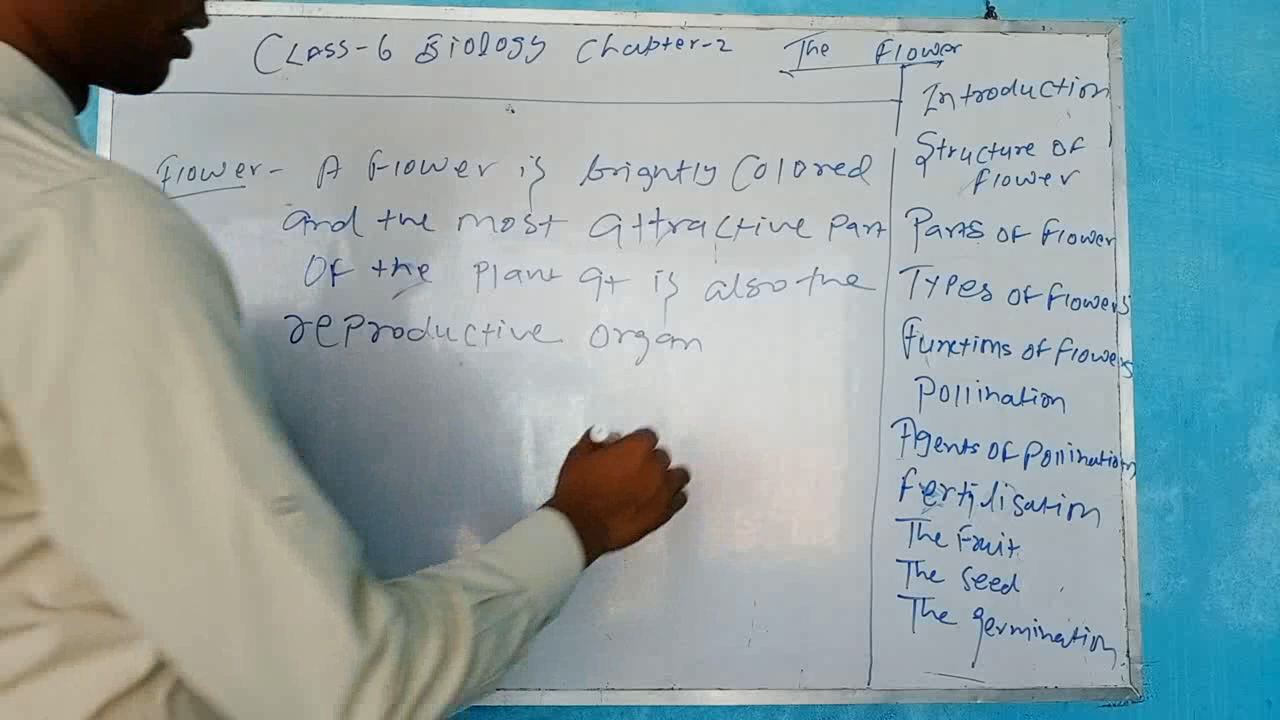 Class-6 Biology Chapter-2 The Flower
Flower - A Flower is brightly Colored
and the most attractive part
Of the plant It is also the
reproductive organ
Introduction
Structure of
flower
Parts of flower
Types of flowers
Functions of flowers
Pollination
Agents of pollination
Fertilisation
The Fruit
The seed
The germination